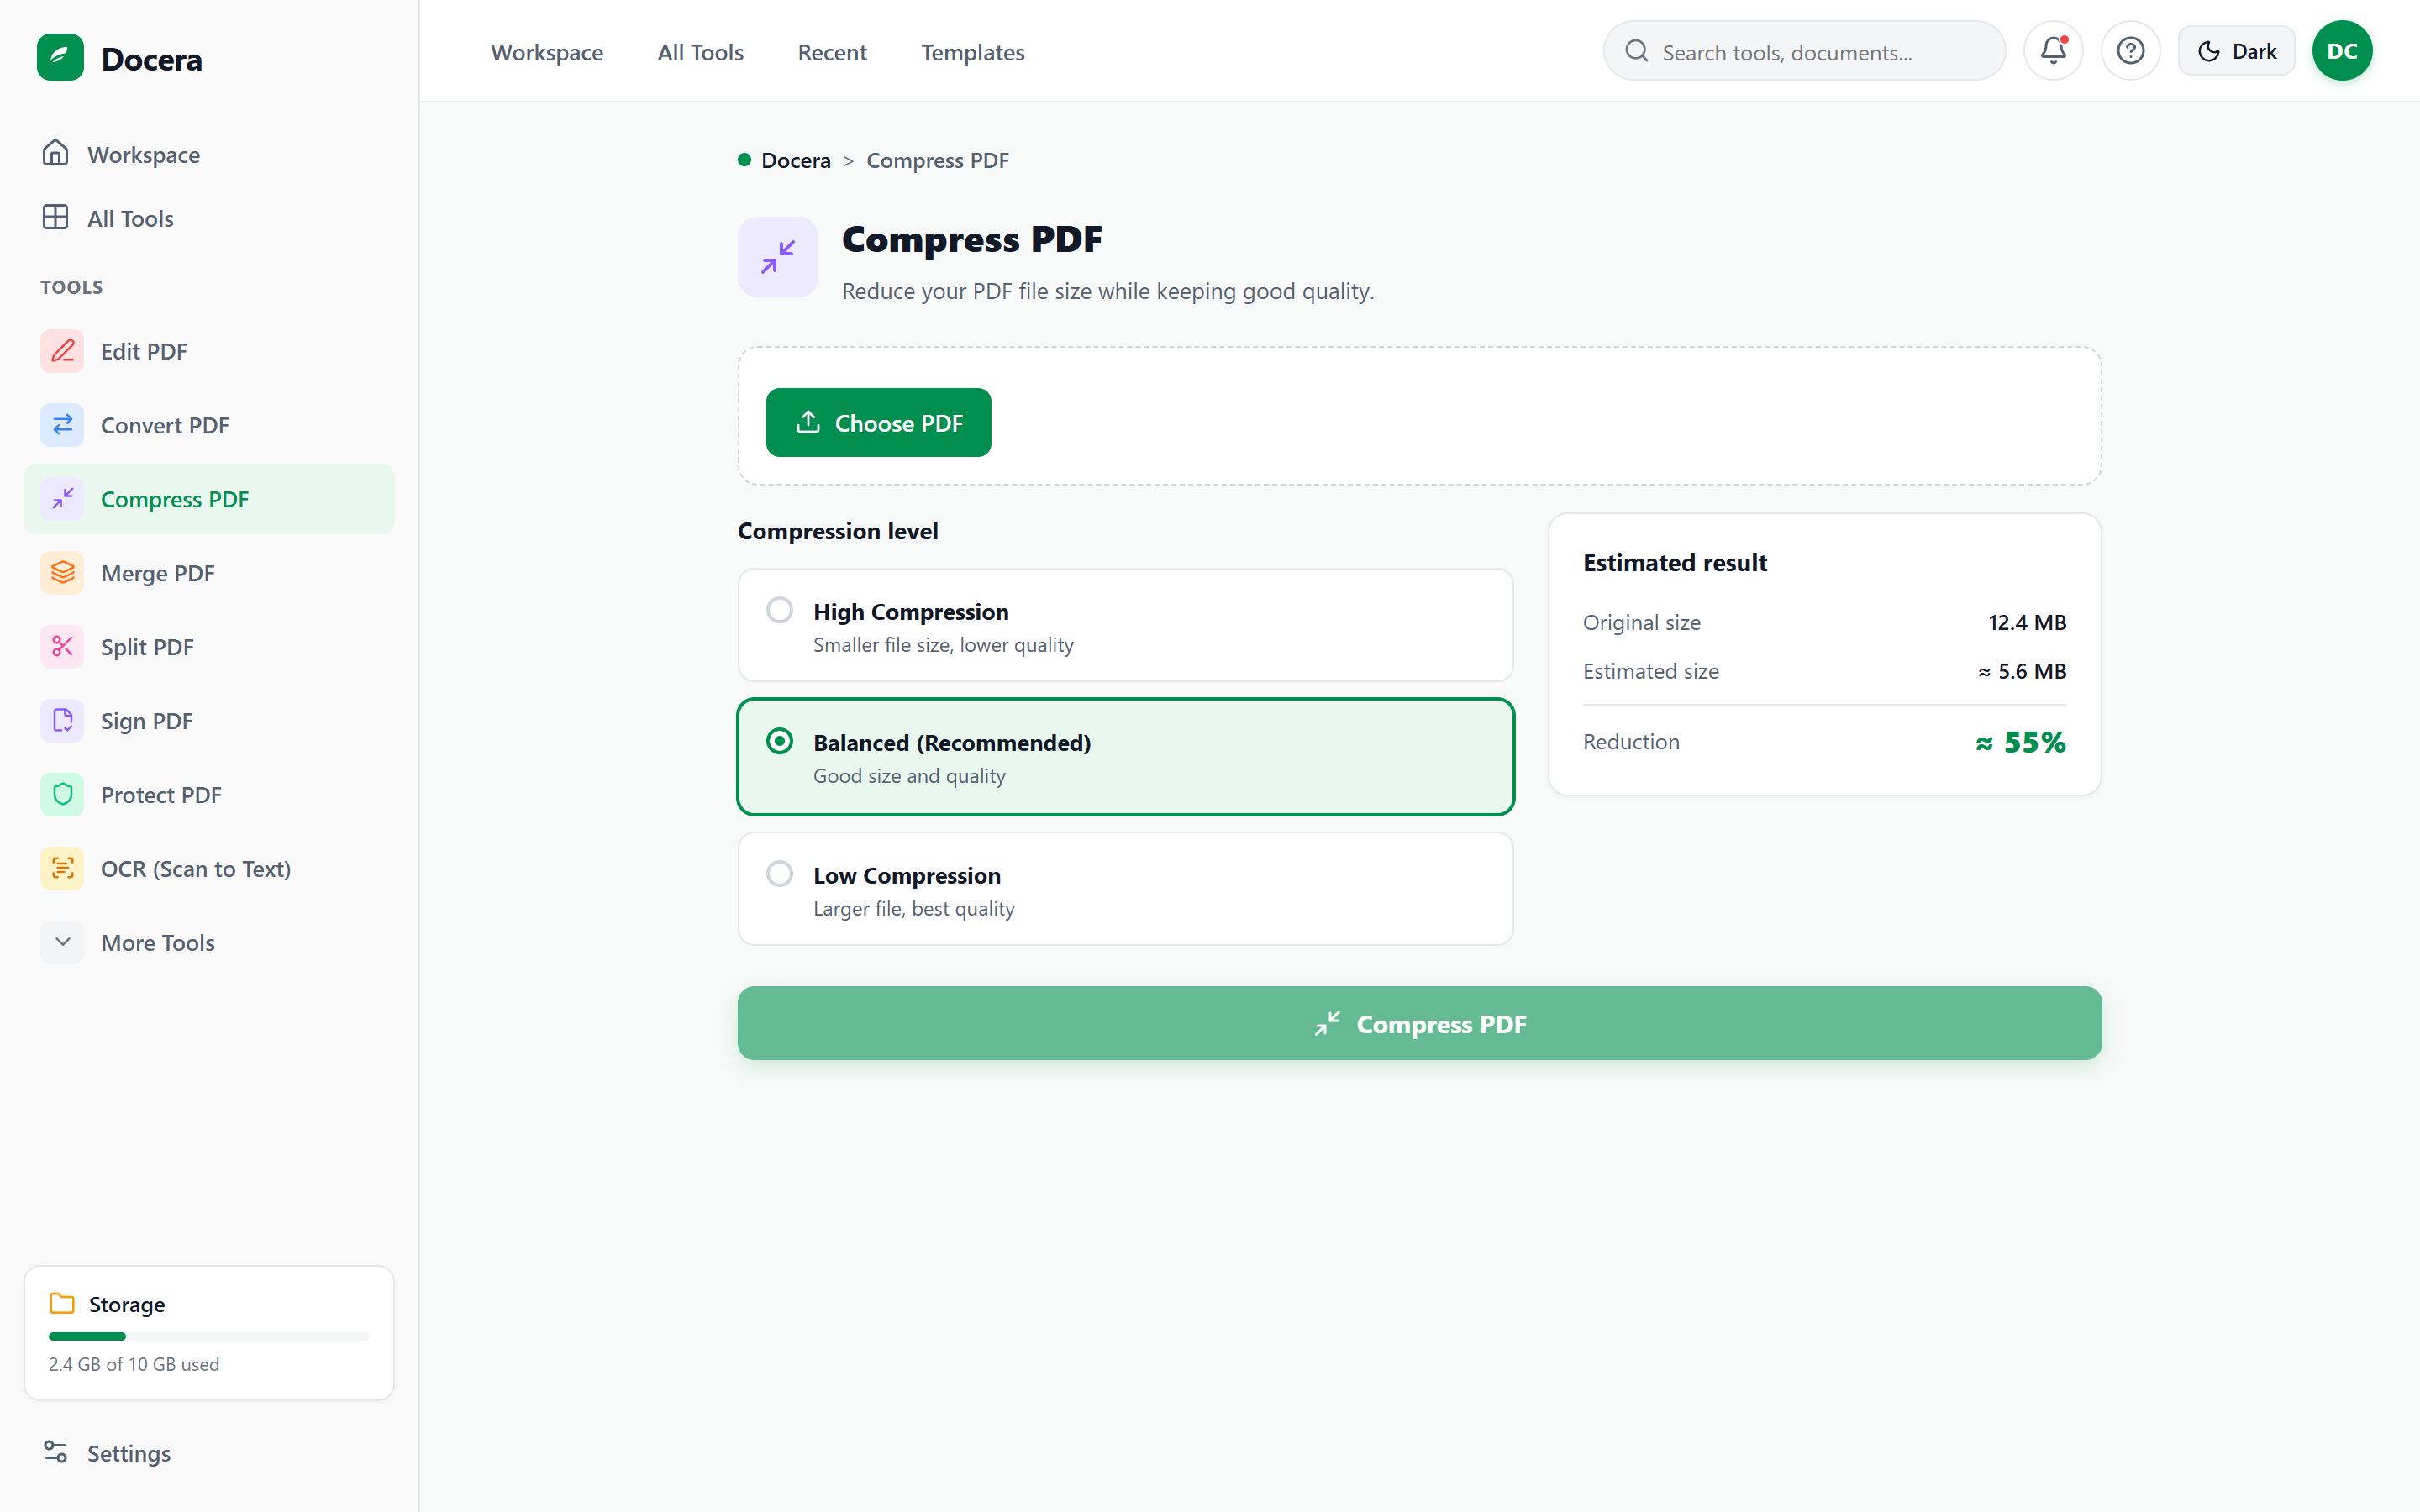 Docera
Workspace
All Tools
TOOLS
Edit PDF
Convert PDF
Compress PDF
Merge PDF
Split PDF
Sign PDF
Protect PDF
OCR (Scan to Text)
More Tools
Storage
2.4 GB of 10 GB used
Settings
Workspace
All Tools
Recent
Templates
Search tools, documents...
Dark
DC
Docera > Compress PDF
Compress PDF
Reduce your PDF file size while keeping good quality.
Choose PDF
Compression level
High Compression
Smaller file size, lower quality
Balanced (Recommended)
Good size and quality
Low Compression
Larger file, best quality
Estimated result
Original size 12.4 MB
Estimated size ≈ 5.6 MB
Reduction ≈ 55%
Compress PDF